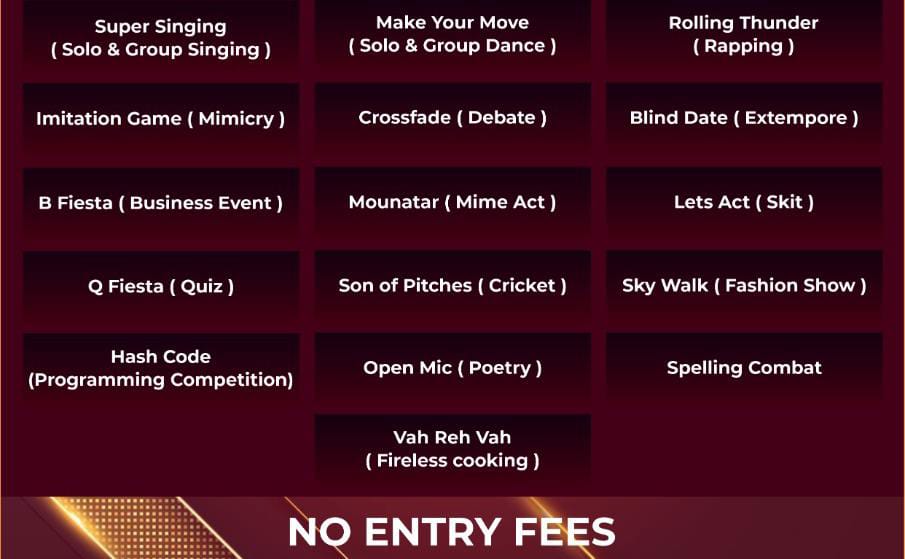 Super Singing
( Solo & Group Singing )
Make Your Move
( Solo & Group Dance )
Rolling Thunder
( Rapping )
Imitation Game ( Mimicry )
Crossfade ( Debate )
Blind Date ( Extempore )
B Fiesta ( Business Event )
Mounatar ( Mime Act )
Lets Act ( Skit )
Q Fiesta ( Quiz )
Son of Pitches ( Cricket )
Sky Walk ( Fashion Show )
Hash Code
(Programming Competition)
Open Mic ( Poetry )
Spelling Combat
Vah Reh Vah
( Fireless cooking )
NO ENTRY FEES